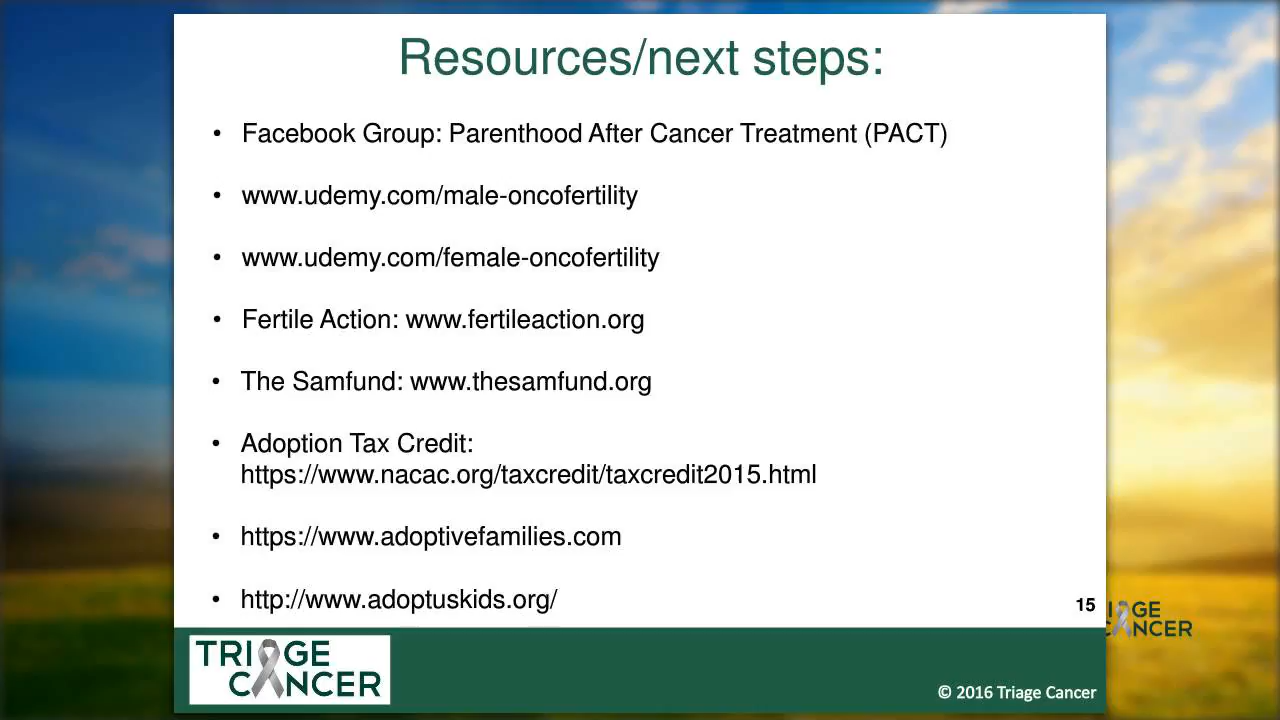 Resources/next steps:
• Facebook Group: Parenthood After Cancer Treatment (PACT)
• www.udemy.com/male-oncofertility
• www.udemy.com/female-oncofertility
• Fertile Action: www.fertileaction.org
• The Samfund: www.thesamfund.org
• Adoption Tax Credit:
https://www.nacac.org/taxcredit/taxcredit2015.html
• https://www.adoptivefamilies.com
• http://www.adoptuskids.org/
15
TRIAGE
CANCER
TRIAGE
CANCER
© 2016 Triage Cancer